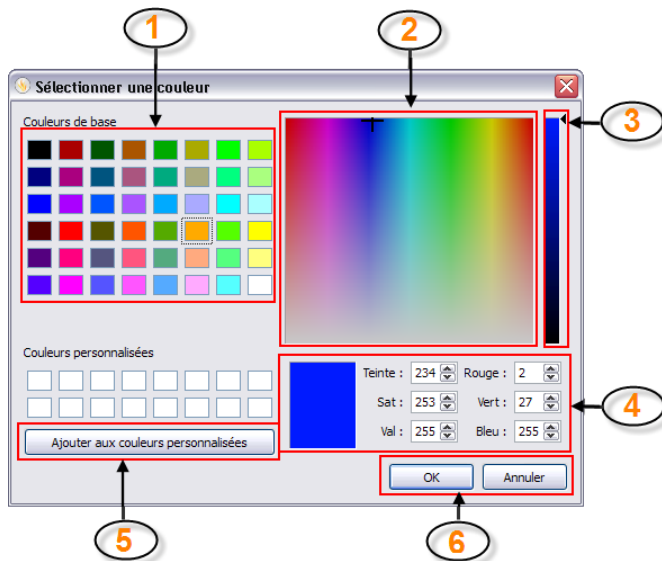 1
2
Sélectionner une couleur
3
Couleurs de base
Couleurs personnalisées
Teinte : 234 Rouge : 2
Sat : 253 Vert : 27
4
Val : 255 Bleu : 255
Ajouter aux couleurs personnalisées
OK Annuler
5
6